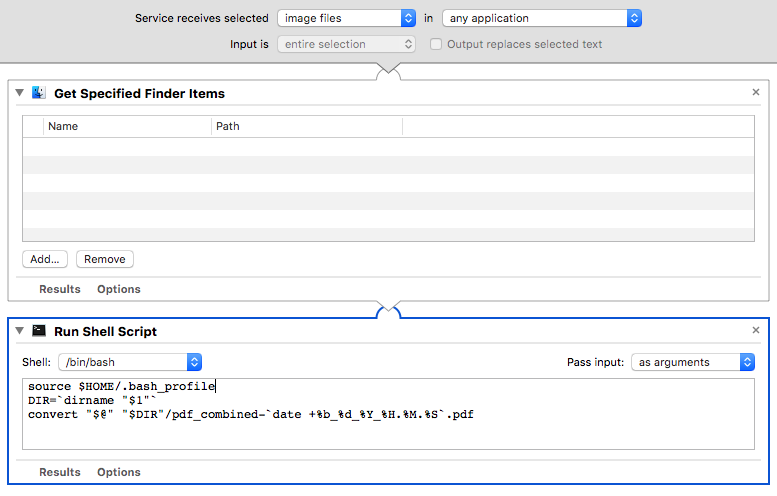 Service receives selected image files in any application
Input is entire selection Output replaces selected text
Get Specified Finder Items
Name Path
Add... Remove
Results Options
Run Shell Script
Shell: /bin/bash Pass input: as arguments
source $HOME/.bash_profile
DIR=`dirname "$1"`
convert "$@" "$DIR"/pdf_combined-`date +%b_%d_%Y_%H.%M.%S`.pdf
Results Options